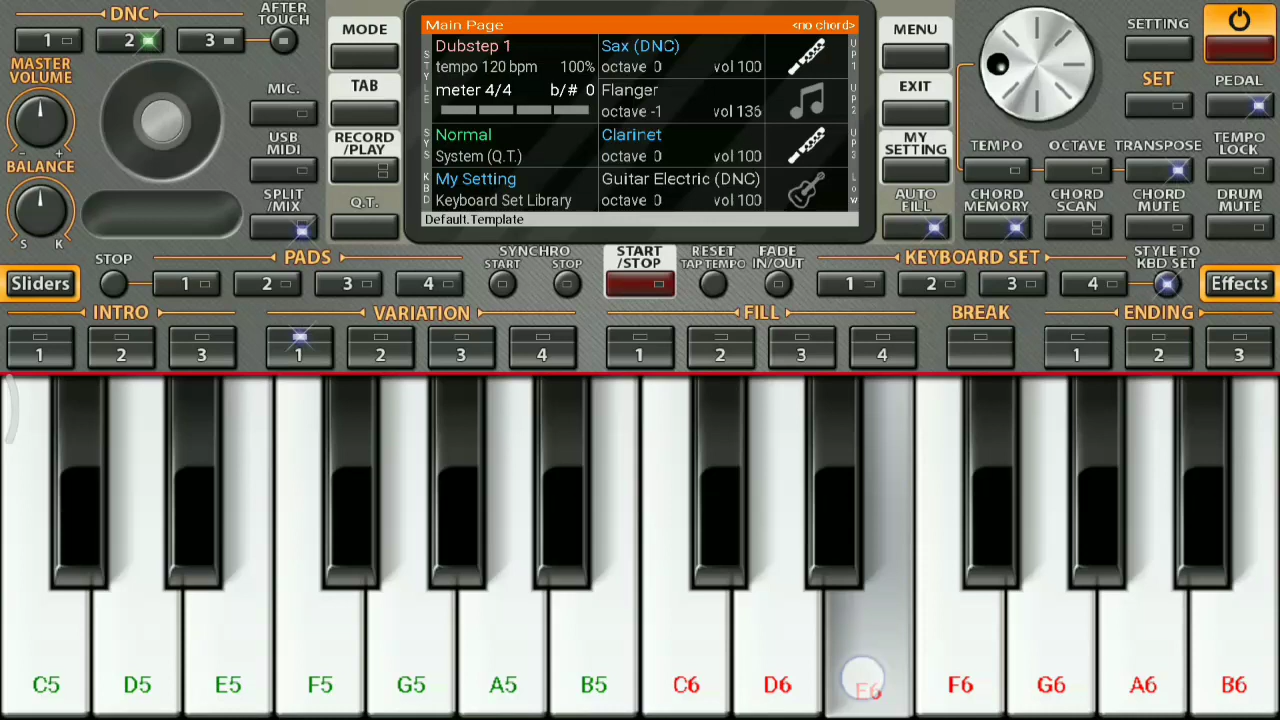 DNC
AFTER
TOUCH
1
2
3
MASTER
VOLUME
BALANCE
S
K
MIC.
USB
MIDI
SPLIT
/MIX
MODE
TAB
RECORD
/PLAY
Q.T.
Main Page
<no chord>
STYLE
Dubstep 1
tempo 120 bpm 100%
meter 4/4 b/# 0
SYS
Normal
System (Q.T.)
KBD
My Setting
Keyboard Set Library
Default.Template
Sax (DNC)
octave 0 vol 100
UP1
Flanger
octave -1 vol 136
UP2
Clarinet
octave 0 vol 100
UP3
Guitar Electric (DNC)
octave 0 vol 100
LOW
MENU
EXIT
MY
SETTING
AUTO
FILL
SETTING
SET
PEDAL
TEMPO
OCTAVE
TRANSPOSE
TEMPO
LOCK
CHORD
MEMORY
CHORD
SCAN
CHORD
MUTE
DRUM
MUTE
Sliders
STOP
PADS
1
2
3
4
SYNCHRO
START
STOP
START
/STOP
RESET
TAP TEMPO
FADE
IN/OUT
KEYBOARD SET
1
2
3
4
STYLE TO
KBD SET
Effects
INTRO
1
2
3
VARIATION
1
2
3
4
FILL
1
2
3
4
BREAK
ENDING
1
2
3
C5 D5 E5 F5 G5 A5 B5 C6 D6 E6 F6 G6 A6 B6